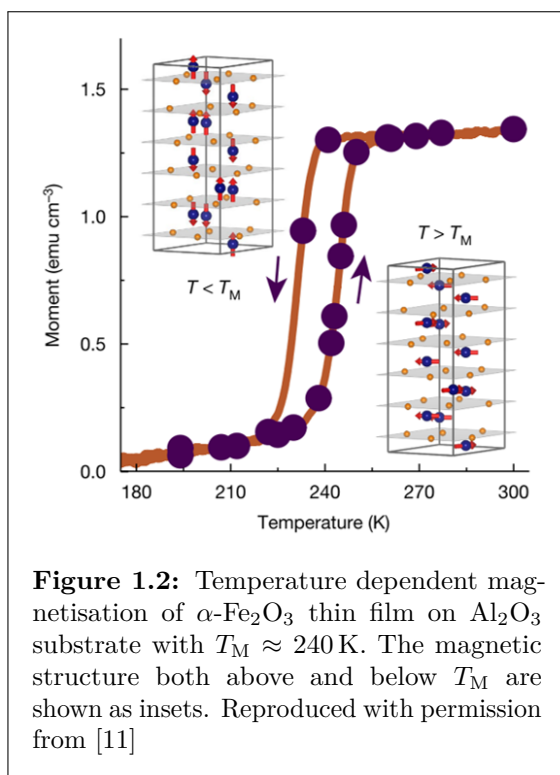 1.5
1.0
0.5
0.0
Moment (emu cm⁻³)
T < T_M
T > T_M
180
210
240
270
300
Temperature (K)
Figure 1.2: Temperature dependent mag-
netisation of α-Fe₂O₃ thin film on Al₂O₃
substrate with T_M ≈ 240 K. The magnetic
structure both above and below T_M are
shown as insets. Reproduced with permission
from [11]